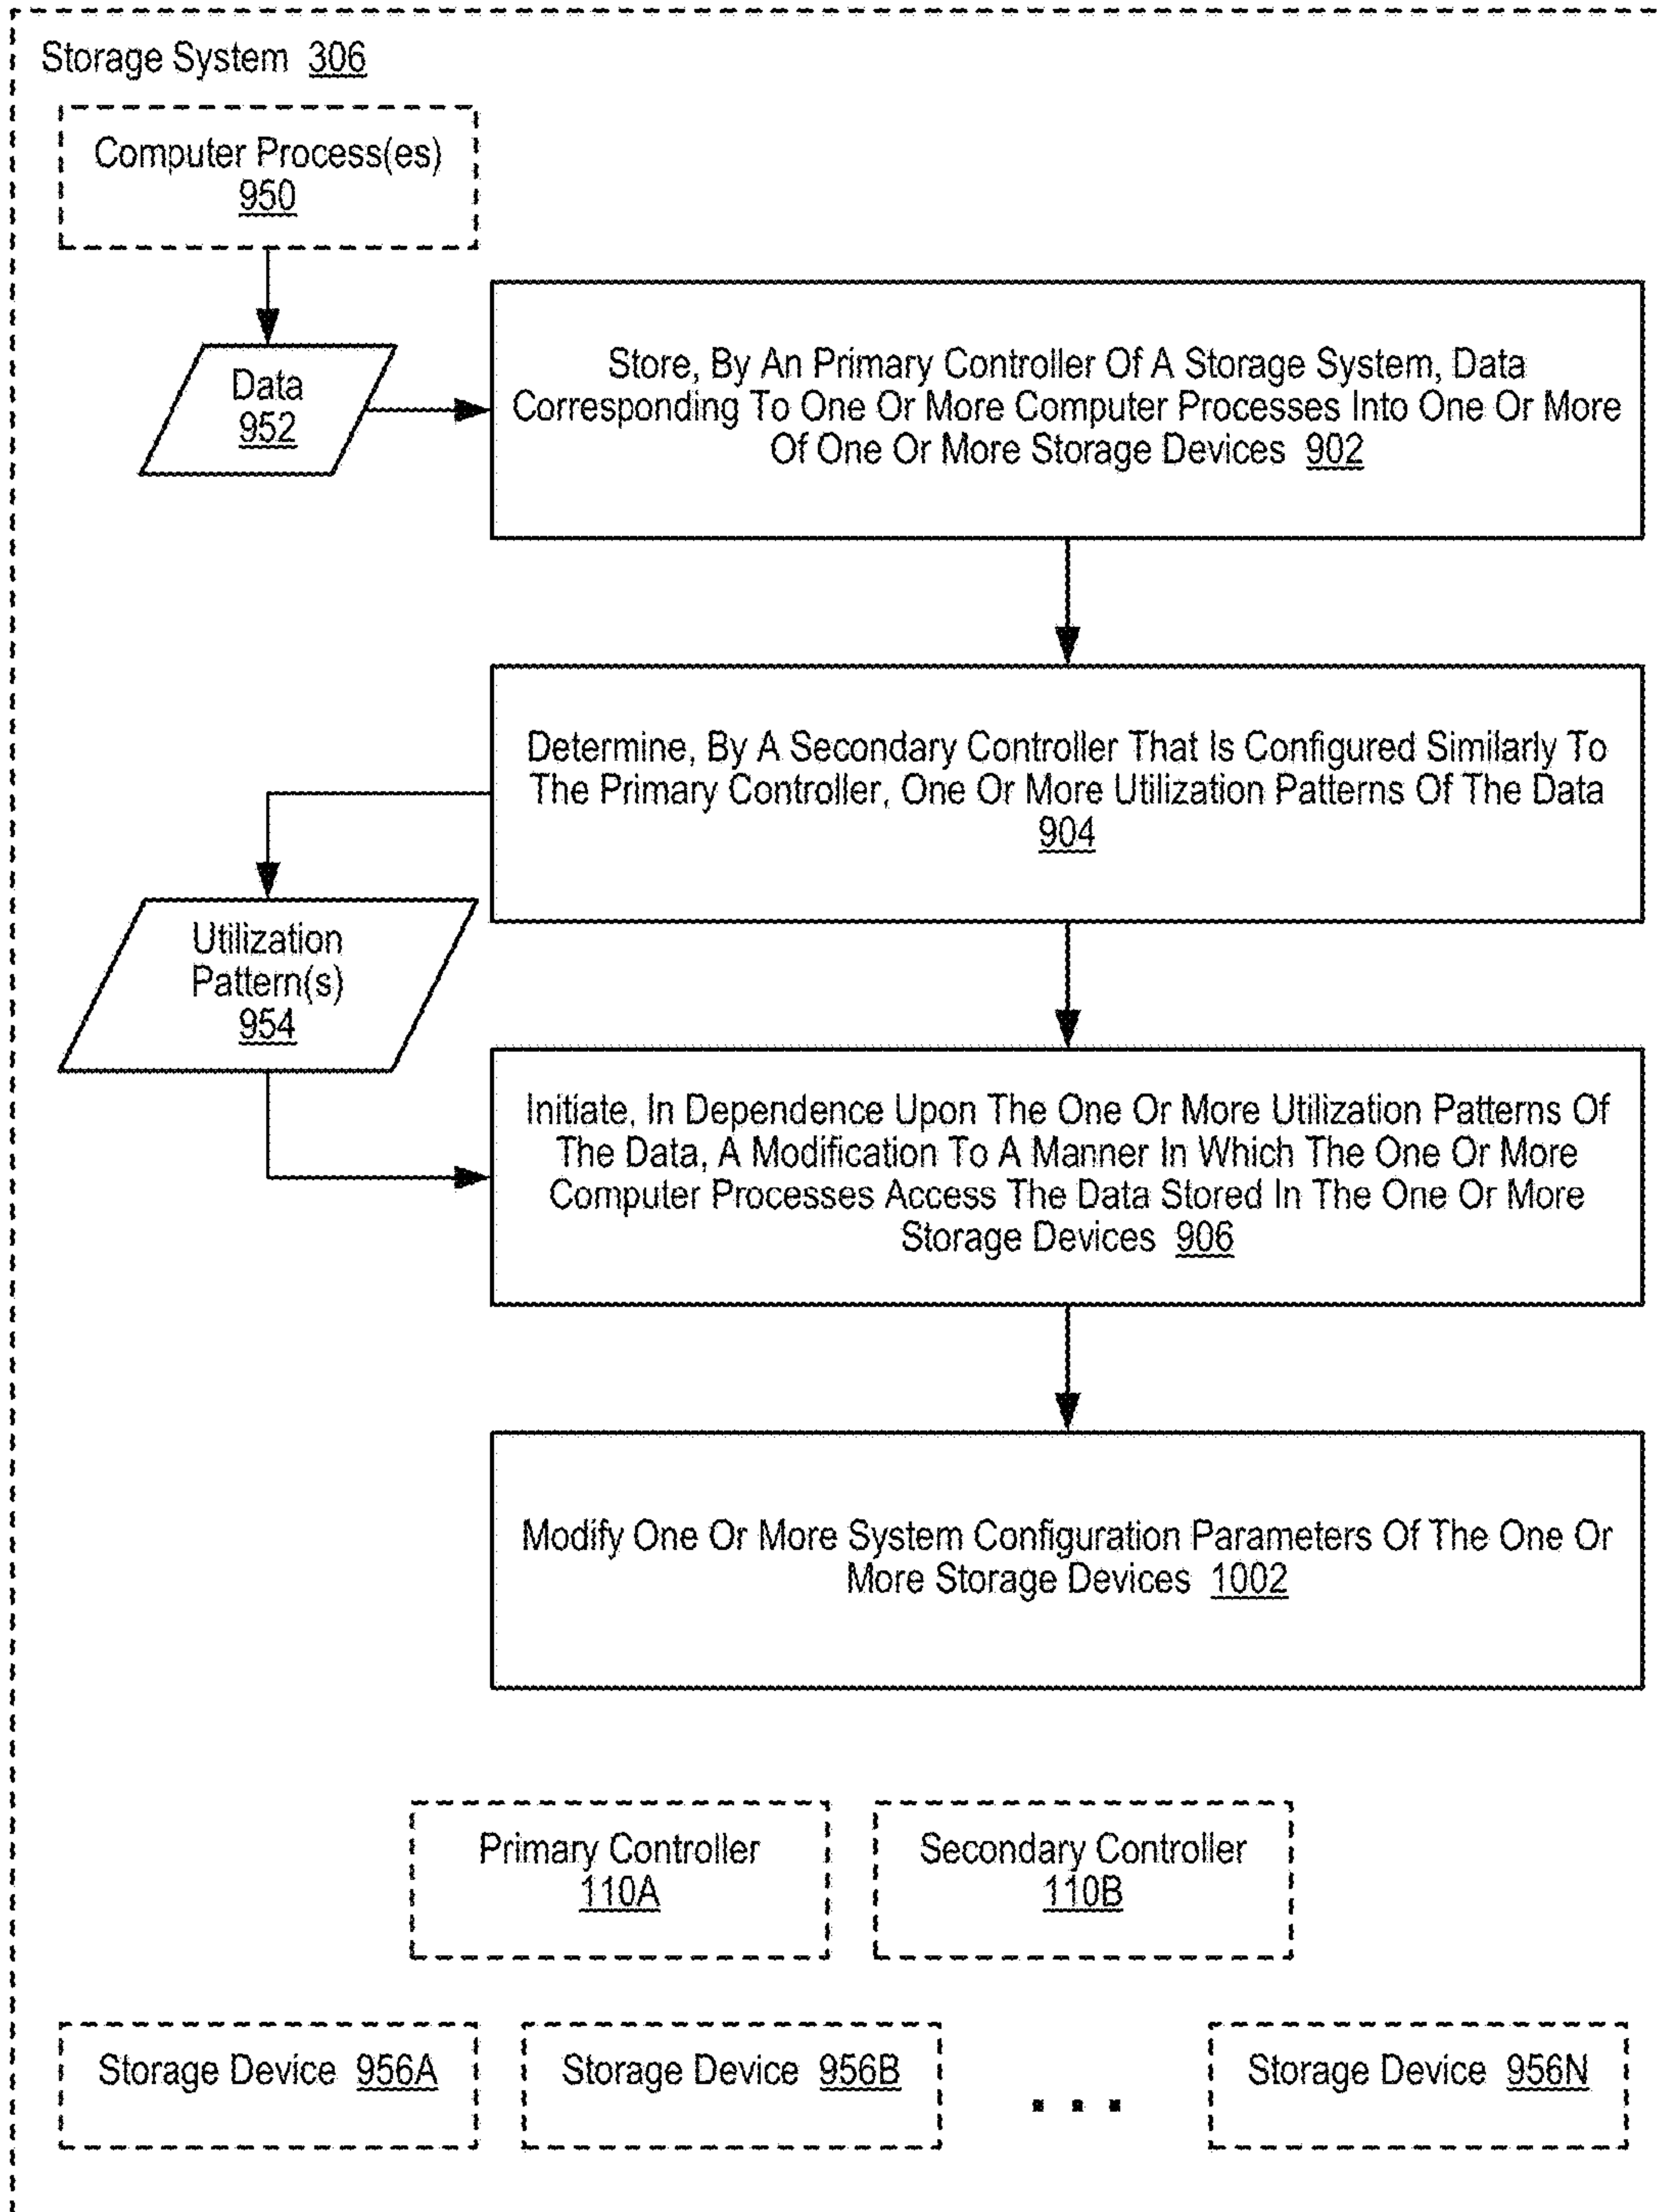 Storage System 306
Computer Process(es)
950
Data
952
Store, By An Primary Controller Of A Storage System, Data
Corresponding To One Or More Computer Processes Into One Or More
Of One Or More Storage Devices 902
Determine, By A Secondary Controller That Is Configured Similarly To
The Primary Controller, One Or More Utilization Patterns Of The Data
904
Utilization
Pattern(s)
954
Initiate, In Dependence Upon The One Or More Utilization Patterns Of
The Data, A Modification To A Manner In Which The One Or More
Computer Processes Access The Data Stored In The One Or More
Storage Devices 906
Modify One Or More System Configuration Parameters Of The One Or
More Storage Devices 1002
Primary Controller
110A
Secondary Controller
110B
Storage Device 956A
Storage Device 956B
...
Storage Device 956N